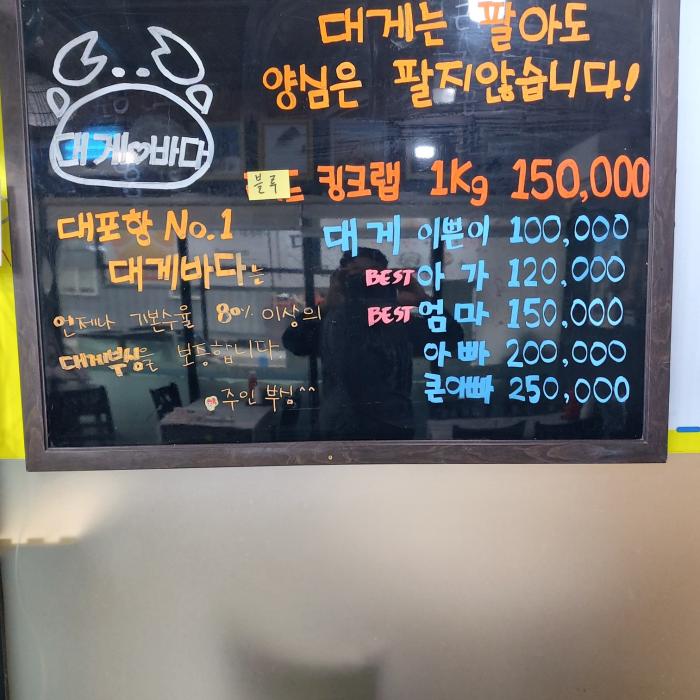 대게는 팔아도
양심은 팔지않습니다!
대게♡바다
블루 킹크랩 1Kg 150,000
대포항 No.1
대게바다는
언제나 기본수율 80% 이상의
대게부심을 보통합니다.
주인 부심^^
대게 이쁜이 100,000
BEST 아가 120,000
BEST 엄마 150,000
아빠 200,000
큰아빠 250,000